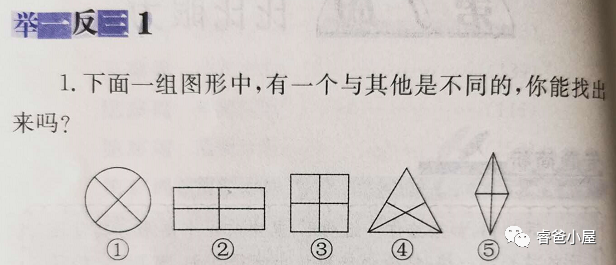 举一反三1
1.下面一组图形中,有一个与其他是不同的,你能找出
来吗?
① ② ③ ④ ⑤
睿爸小屋